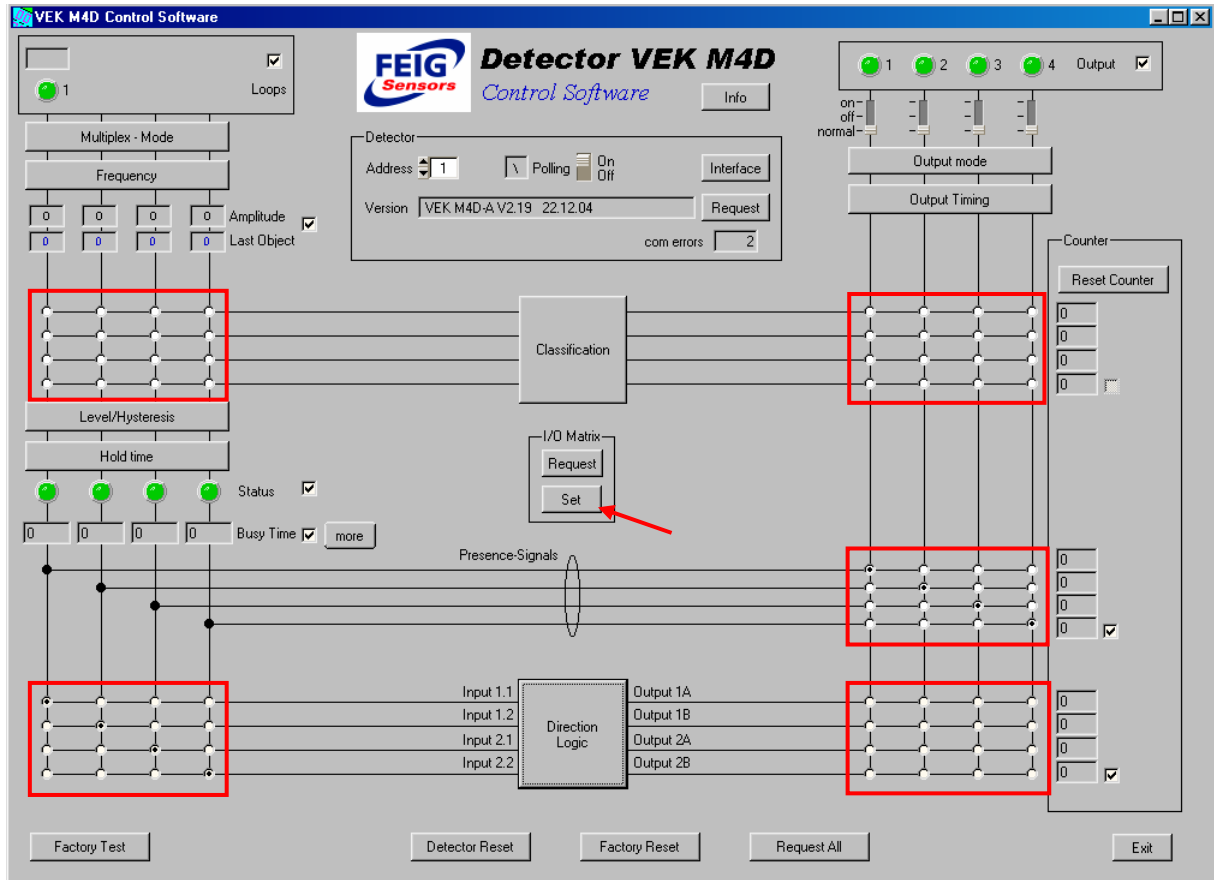 VEK M4D Control Software
1
Loops
FEIG
Sensors
Detector VEK M4D
Control Software
Info
1 2 3 4 Output
on
off
normal
Multiplex - Mode
Frequency
Detector
Address 1 \ Polling On
Off
Interface
Version VEK M4D-A V2.19 22.12.04 Request
com errors 2
Output mode
Output Timing
0 0 0 0 Amplitude
0 0 0 0 Last Object
Counter
Reset Counter
0
0
0
0
Classification
Level/Hysteresis
Hold time
I/O Matrix
Request
Set
Status
0 0 0 0 Busy Time more
Presence-Signals
0
0
0
0
Input 1.1
Input 1.2
Input 2.1
Input 2.2
Direction
Logic
Output 1A
Output 1B
Output 2A
Output 2B
0
0
0
0
Factory Test
Detector Reset
Factory Reset
Request All
Exit